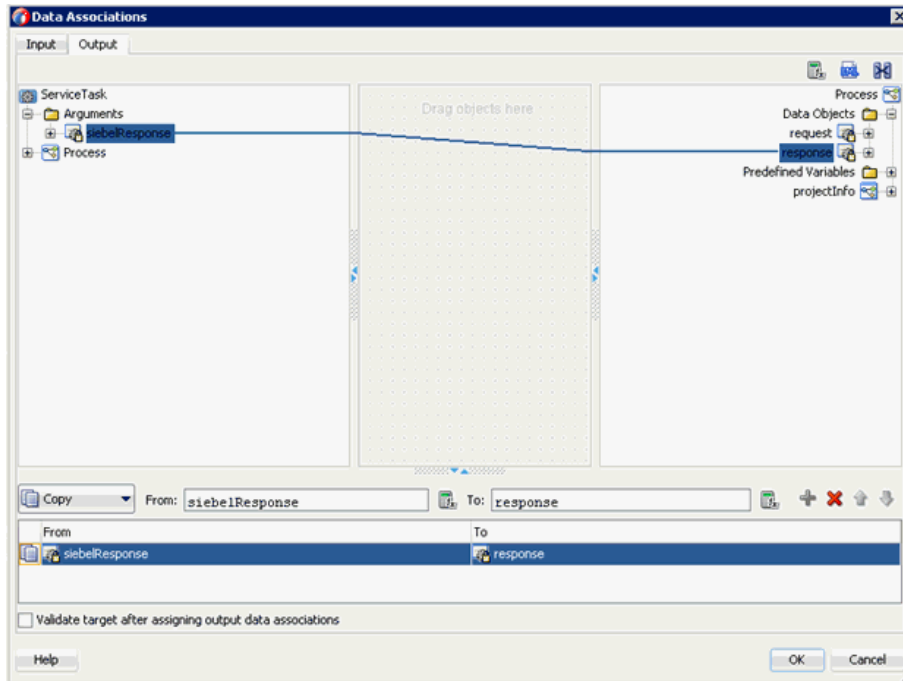 Data Associations
Input Output
ServiceTask
Arguments
siebelResponse
Process
Drag objects here
Process
Data Objects
request
response
Predefined Variables
projectInfo
Copy From: siebelResponse To: response
From To
siebelResponse response
Validate target after assigning output data associations
Help OK Cancel